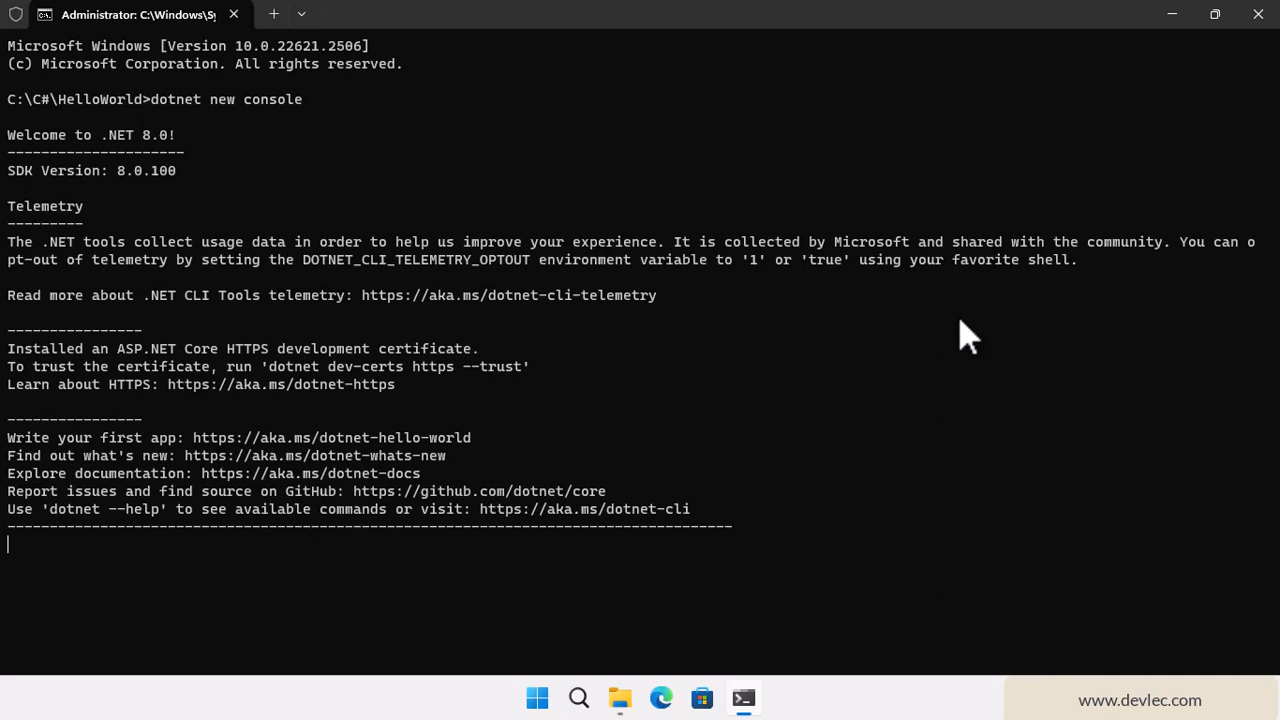 Administrator: C:\Windows\Sy
Microsoft Windows [Version 10.0.22621.2506]
(c) Microsoft Corporation. All rights reserved.
C:\C#\HelloWorld>dotnet new console
Welcome to .NET 8.0!
---------------------
SDK Version: 8.0.100
Telemetry
---------
The .NET tools collect usage data in order to help us improve your experience. It is collected by Microsoft and shared with the community. You can o
pt-out of telemetry by setting the DOTNET_CLI_TELEMETRY_OPTOUT environment variable to '1' or 'true' using your favorite shell.
Read more about .NET CLI Tools telemetry: https://aka.ms/dotnet-cli-telemetry
----------------
Installed an ASP.NET Core HTTPS development certificate.
To trust the certificate, run 'dotnet dev-certs https --trust'
Learn about HTTPS: https://aka.ms/dotnet-https
----------------
Write your first app: https://aka.ms/dotnet-hello-world
Find out what's new: https://aka.ms/dotnet-whats-new
Explore documentation: https://aka.ms/dotnet-docs
Report issues and find source on GitHub: https://github.com/dotnet/core
Use 'dotnet --help' to see available commands or visit: https://aka.ms/dotnet-cli
--------------------------------------------------------------------------------------
www.devlec.com